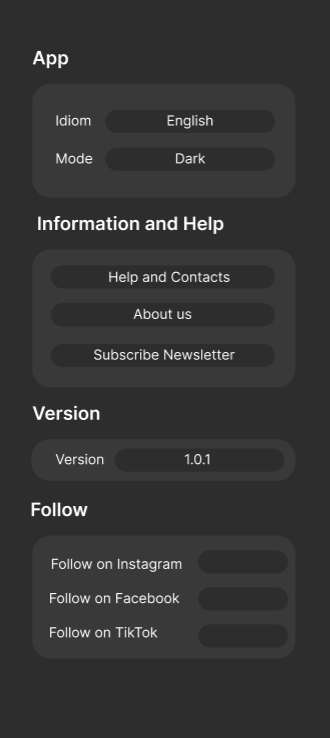 App
Idiom English
Mode Dark
Information and Help
Help and Contacts
About us
Subscribe Newsletter
Version
Version 1.0.1
Follow
Follow on Instagram
Follow on Facebook
Follow on TikTok